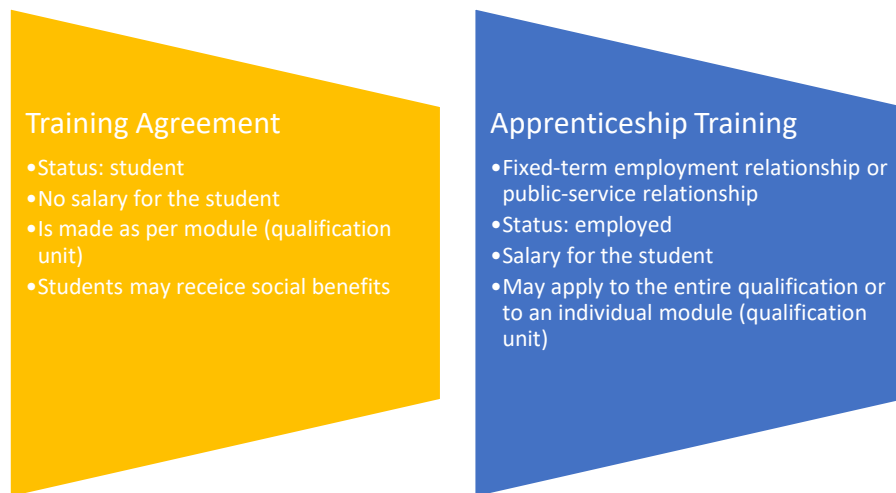 Training Agreement
•Status: student
•No salary for the student
•Is made as per module (qualification
unit)
•Students may receice social benefits
Apprenticeship Training
•Fixed-term employment relationship or
public-service relationship
•Status: employed
•Salary for the student
•May apply to the entire qualification or
to an individual module (qualification
unit)